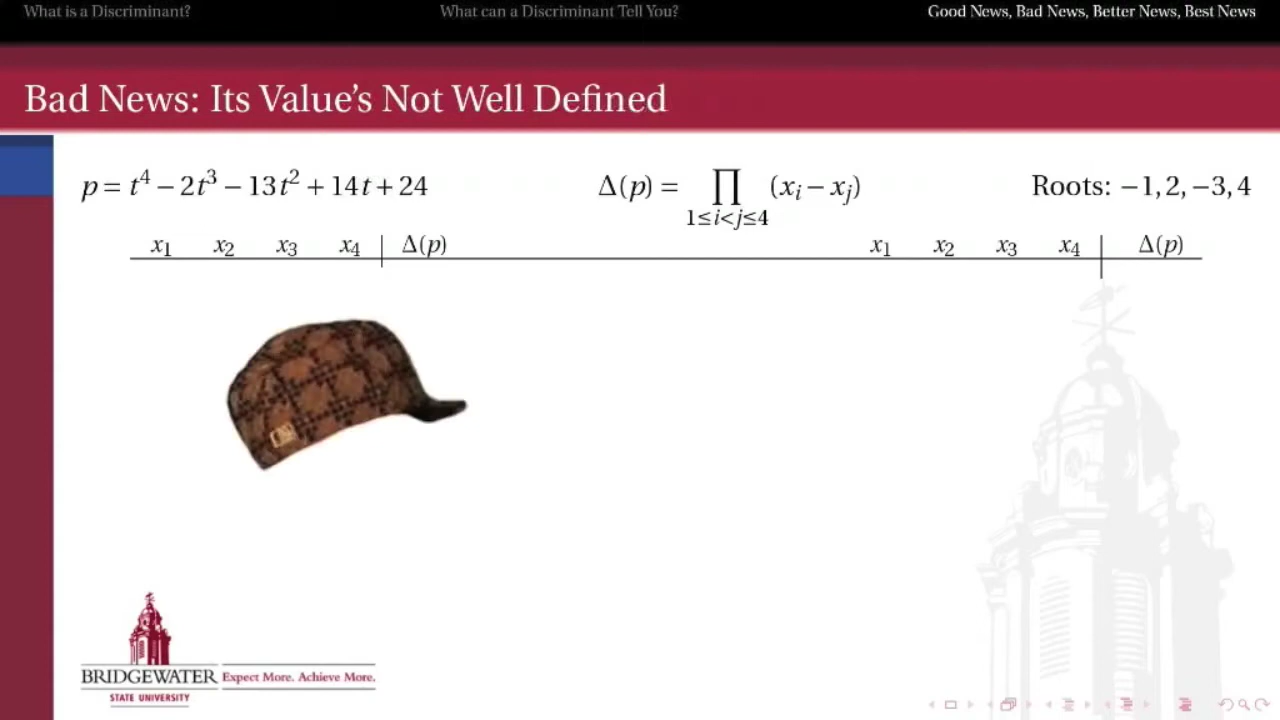 What is a Discriminant? What can a Discriminant Tell You? Good News, Bad News, Better News, Best News
Bad News: Its Value's Not Well Defined
p = t⁴ − 2t³ − 13t² + 14t + 24 Δ(p) = ∏ (xᵢ − xⱼ) Roots: −1, 2, −3, 4
1≤i<j≤4
x₁ x₂ x₃ x₄ Δ(p) x₁ x₂ x₃ x₄ Δ(p)
BRIDGEWATER Expect More. Achieve More.
STATE UNIVERSITY